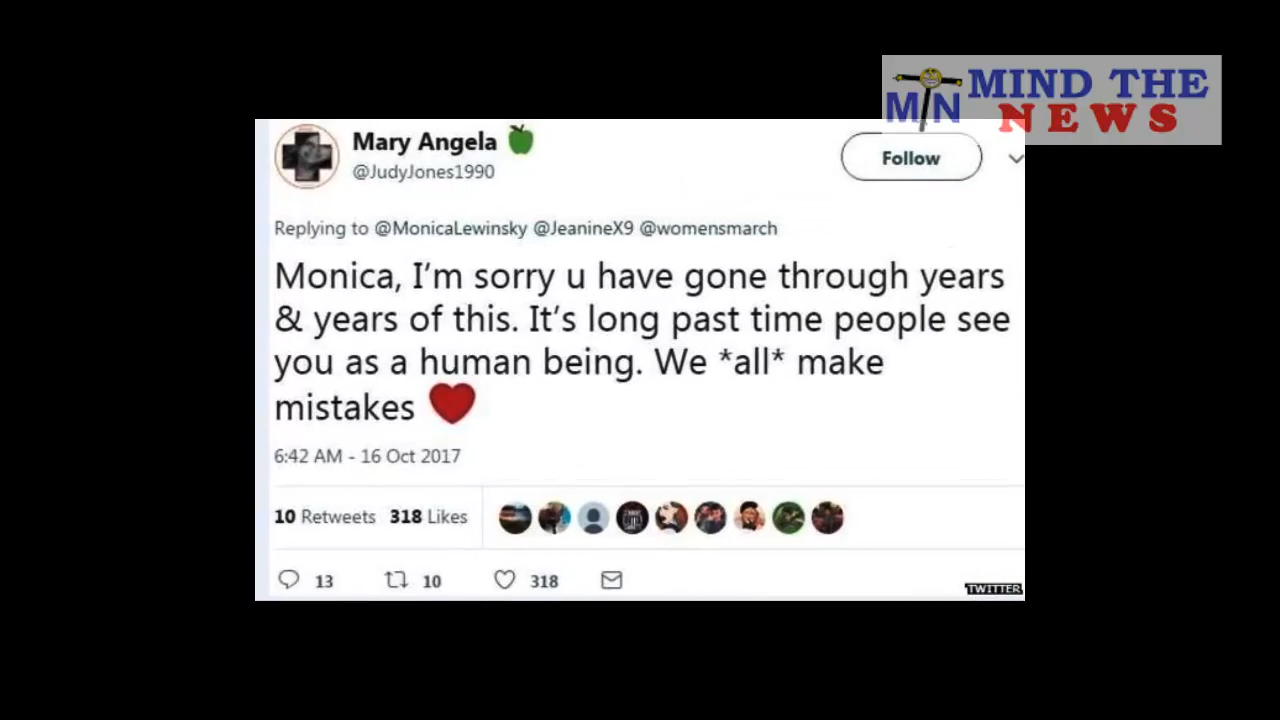 MIN MIND THE
NEWS
Mary Angela
@JudyJones1990
Follow
Replying to @MonicaLewinsky @JeanineX9 @womensmarch
Monica, I'm sorry u have gone through years
& years of this. It's long past time people see
you as a human being. We *all* make
mistakes ❤
6:42 AM - 16 Oct 2017
10 Retweets 318 Likes
13 10 318
TWITTER